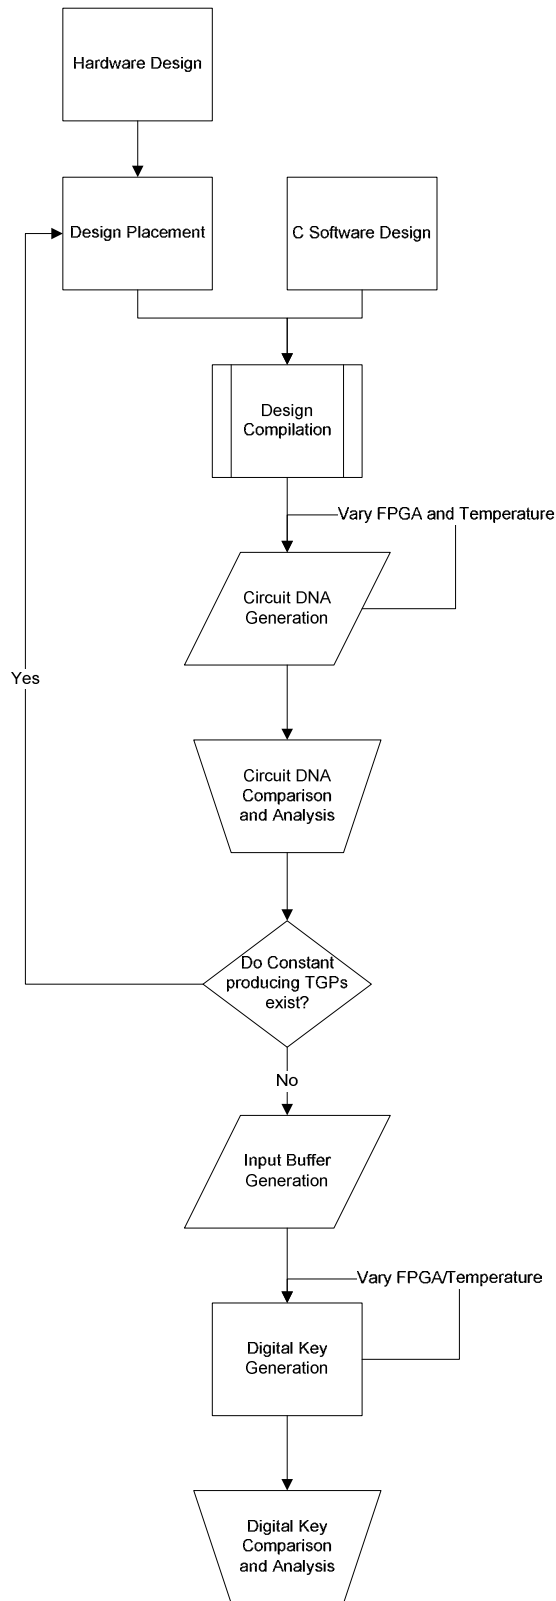 Hardware Design
Design Placement
C Software Design
Design
Compilation
Vary FPGA and Temperature
Circuit DNA
Generation
Yes
Circuit DNA
Comparison
and Analysis
Do Constant
producing TGPs
exist?
No
Input Buffer
Generation
Vary FPGA/Temperature
Digital Key
Generation
Digital Key
Comparison
and Analysis